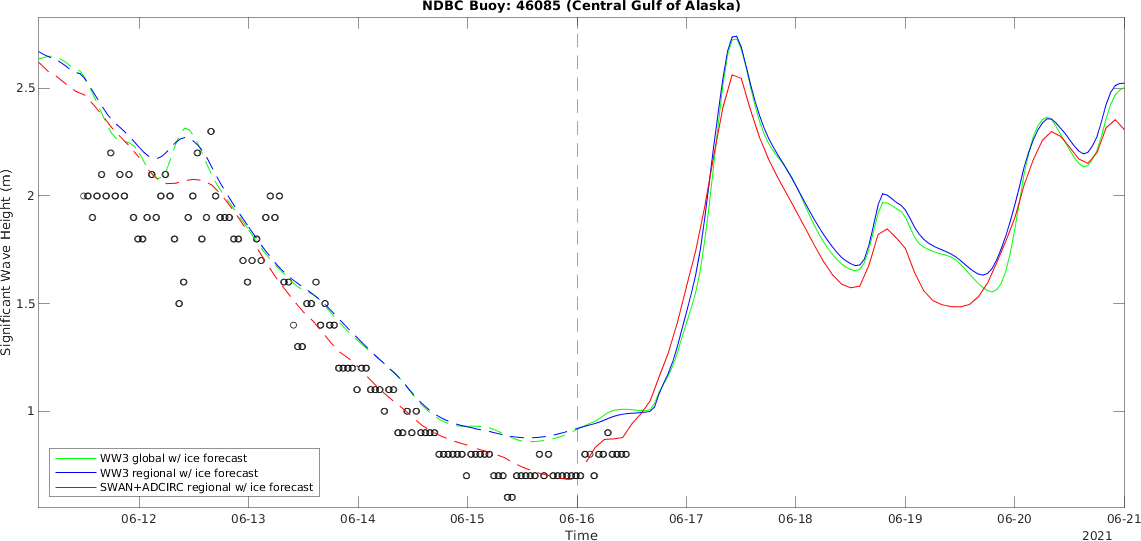 NDBC Buoy: 46085 (Central Gulf of Alaska)
Significant Wave Height (m)
2.5
2
1.5
1
WW3 global w/ ice forecast
WW3 regional w/ ice forecast
SWAN+ADCIRC regional w/ ice forecast
06-12 06-13 06-14 06-15 06-16 06-17 06-18 06-19 06-20 06-21
Time
2021